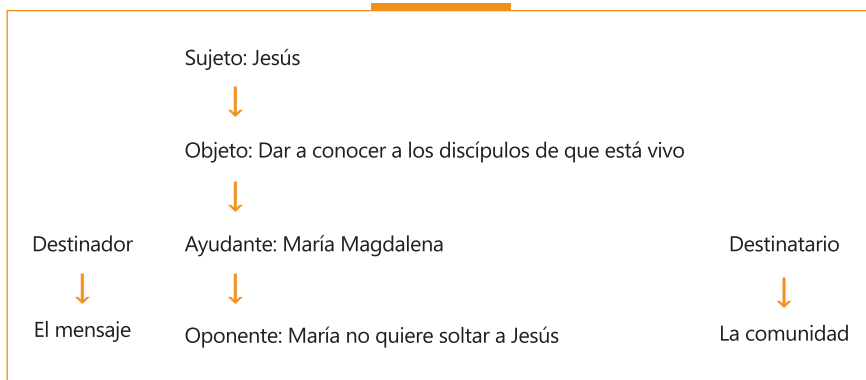 Sujeto: Jesús
Objeto: Dar a conocer a los discípulos de que está vivo
Destinador
Ayudante: María Magdalena
Destinatario
El mensaje
Oponente: María no quiere soltar a Jesús
La comunidad